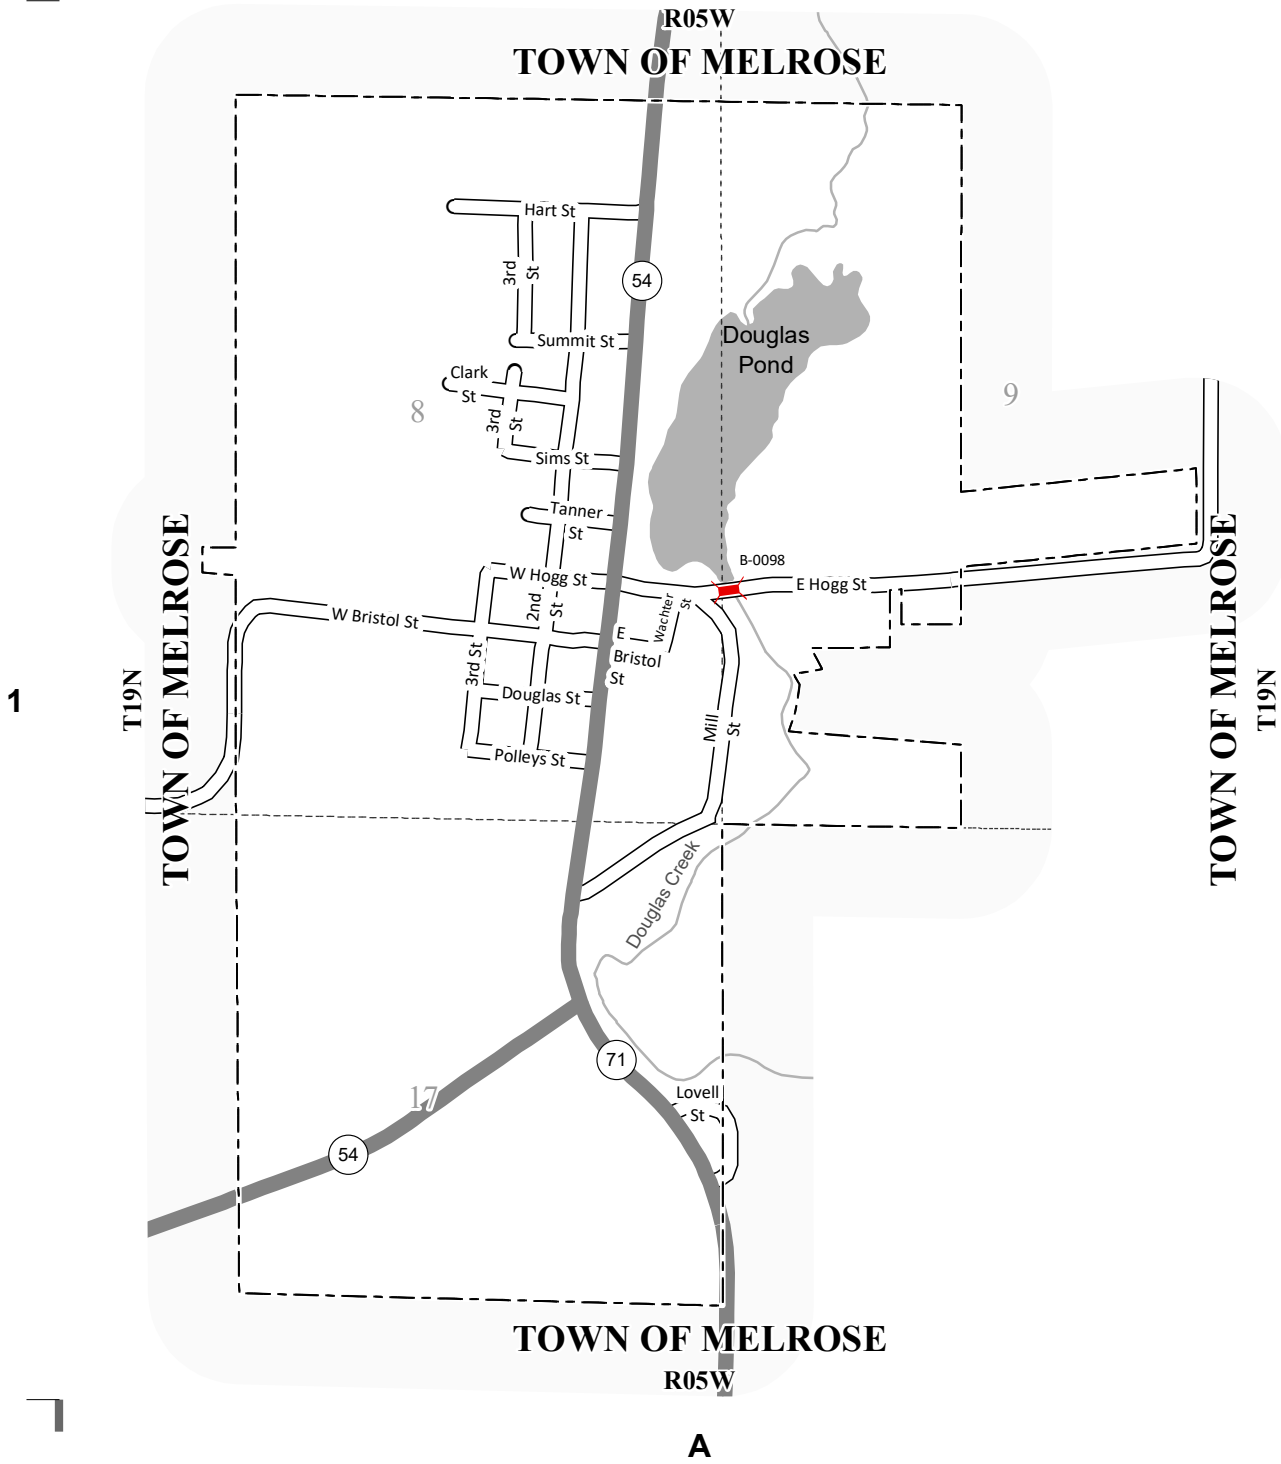 R05W
TOWN OF MELROSE
Hart St
3rd
St
54
Summit St
Douglas
Pond
Clark
St
3rd
St
8
9
Sims St
Tanner
St
B-0098
W Hogg St
E Hogg St
2nd
St
Wachter
St
W Bristol St
E
Bristol
St
3rd St
Douglas St
Mill
St
Polleys St
1
T19N
TOWN OF MELROSE
TOWN OF MELROSE
T19N
Douglas Creek
71
17
Lovell
St
54
TOWN OF MELROSE
R05W
A